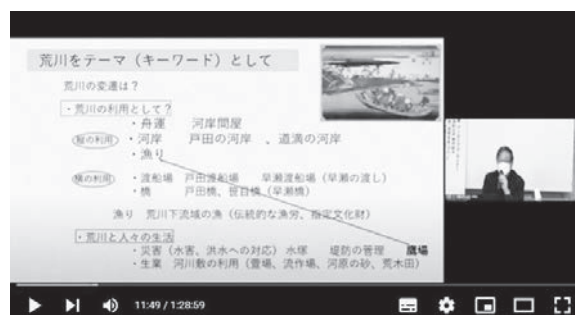 荒川をテーマ（キーワード）として
荒川の変遷は？
・荒川の利用として？
・舟運 河岸問屋
縦の利用 ・河岸 戸田の河岸 、道満の河岸
・漁り
横の利用 ・渡船場 戸田渡船場 早瀬渡船場（早瀬の渡し）
・橋 戸田橋、笹目橋（早瀬橋）
漁り 荒川下流域の漁（伝統的な漁労、指定文化財）
・荒川と人々の生活
・災害（水害、洪水への対応）水塚 堤防の管理 鷹場
・生業 河川敷の利用（萱場、流作場、河原の砂、荒木田）
11:49 / 1:28:59